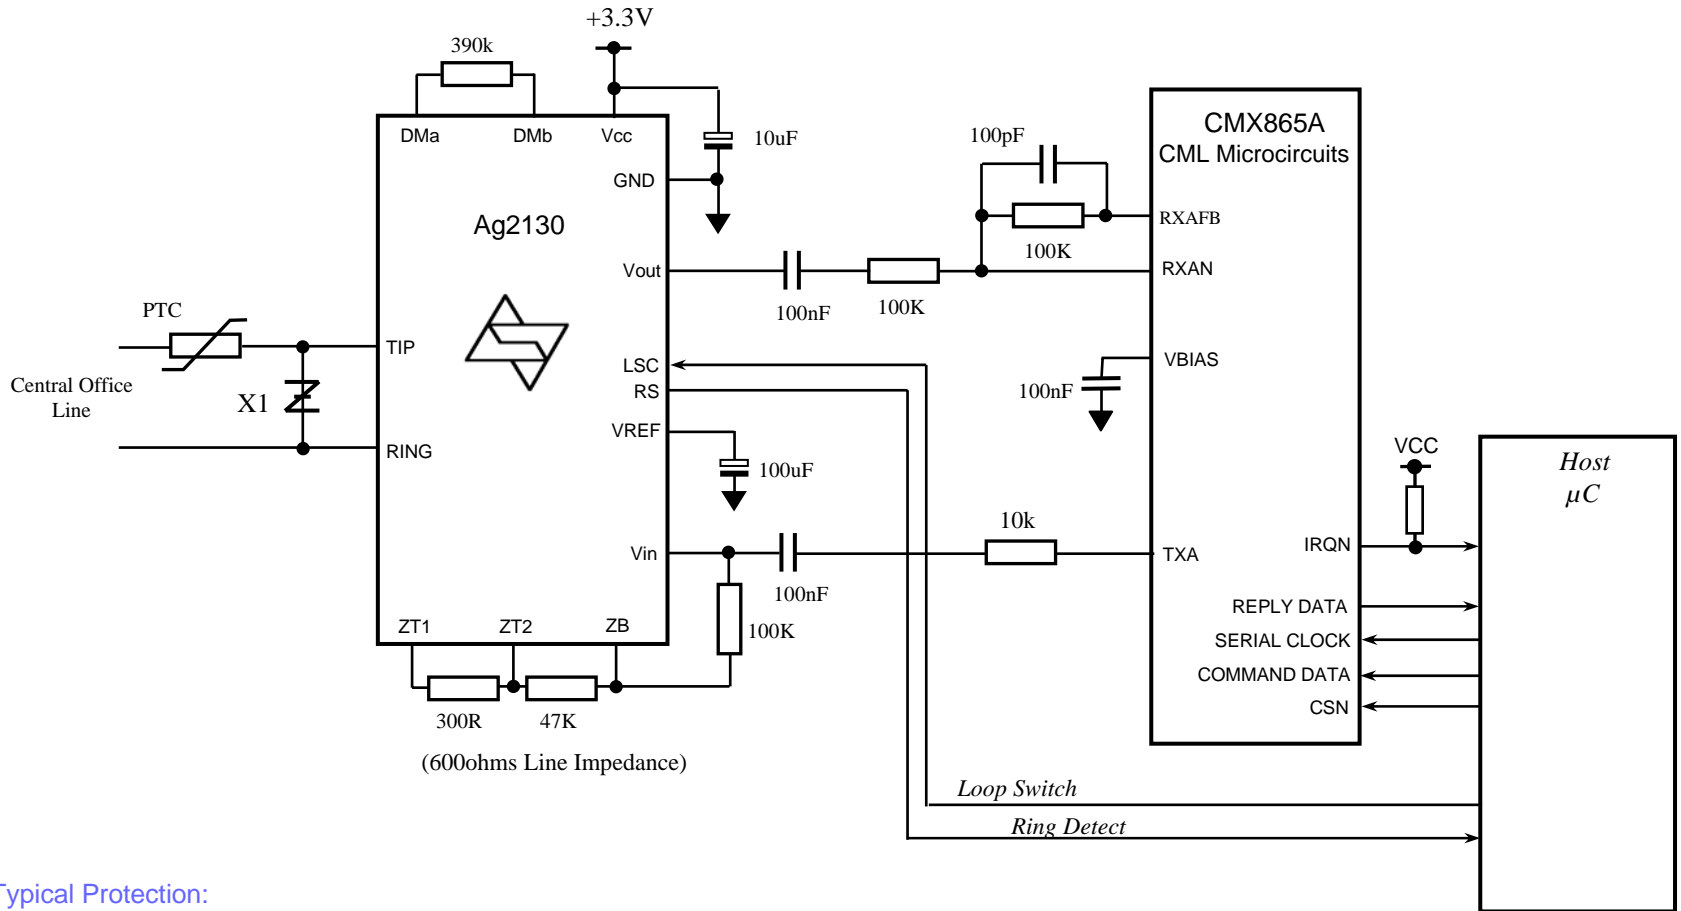 +3.3V
390k
DMa
DMb
Vcc
10uF
GND
Ag2130
Vout
100nF
100K
100pF
100K
CMX865A
CML Microcircuits
RXAFB
RXAN
VBIAS
100nF
PTC
Central Office
Line
X1
TIP
RING
LSC
RS
VREF
100uF
Vin
100nF
100K
10k
TXA
ZT1
ZT2
ZB
300R
47K
(600ohms Line Impedance)
VCC
IRQN
REPLY DATA
SERIAL CLOCK
COMMAND DATA
CSN
Host
µC
Loop Switch
Ring Detect
Typical Protection: